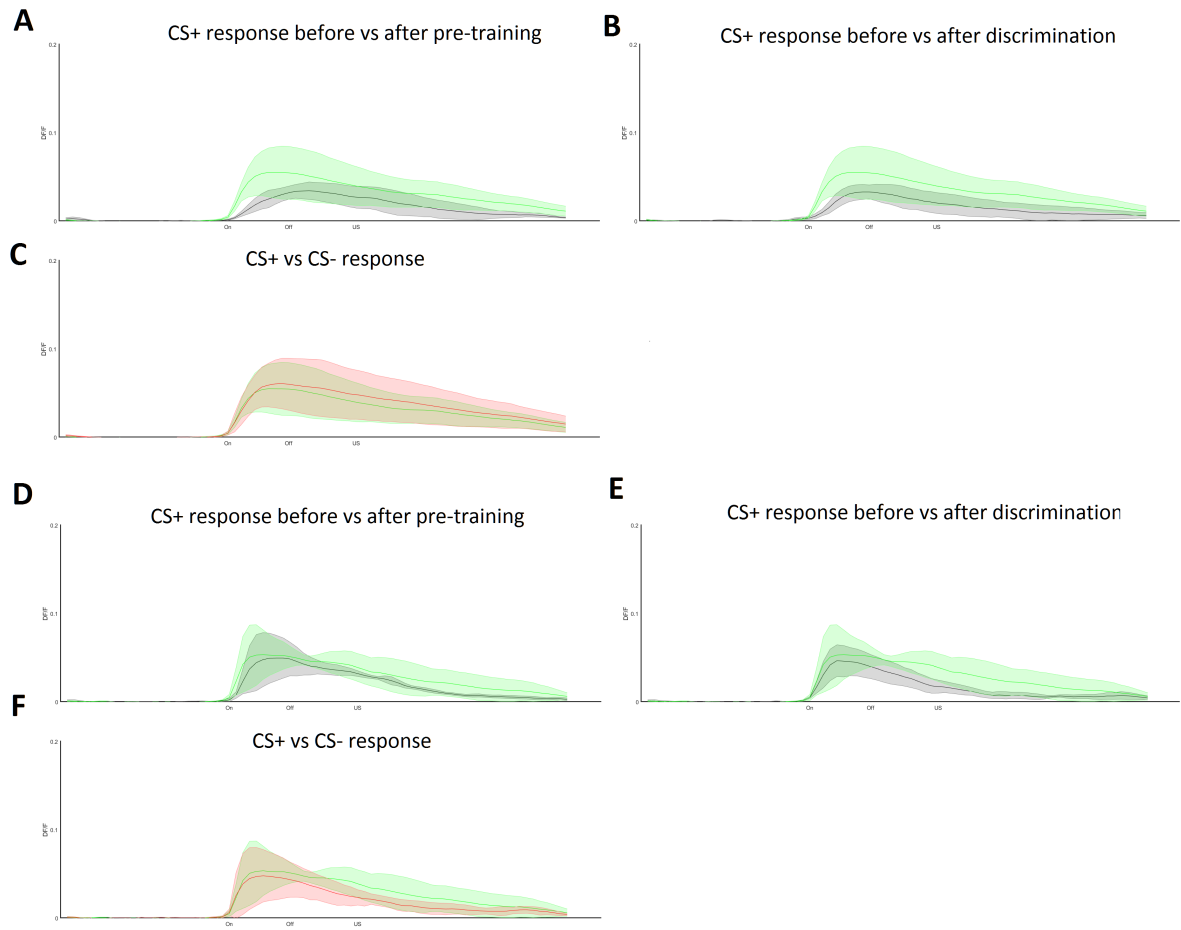 A
CS+ response before vs after pre-training
0.2
DF/F
0.1
0
On
Off
US
B
CS+ response before vs after discrimination
0.2
DF/F
0.1
0
On
Off
US
C
CS+ vs CS- response
0.2
DF/F
0.1
0
On
Off
US
D
CS+ response before vs after pre-training
0.2
DF/F
0.1
0
On
Off
US
E
CS+ response before vs after discrimination
0.2
DF/F
0.1
0
On
Off
US
F
CS+ vs CS- response
0.2
DF/F
0.1
0
On
Off
US